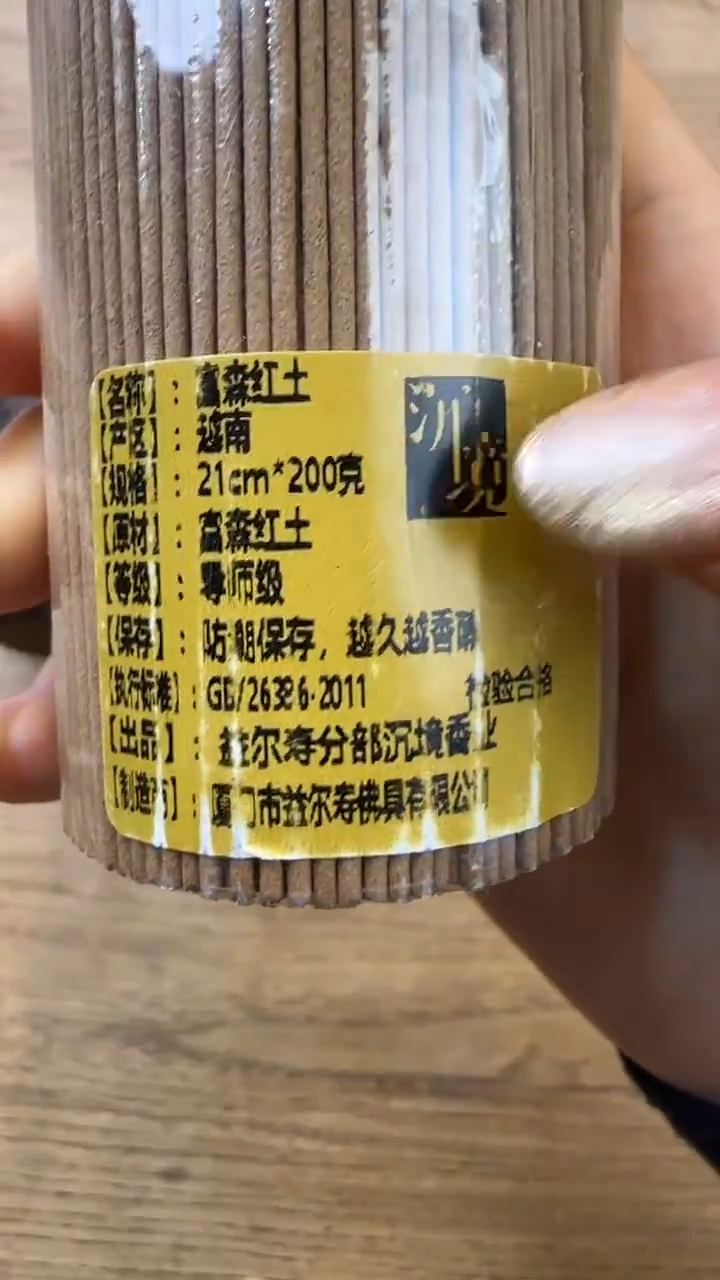 【名称】：富森红土
【产区】：越南
【规格】：21cm*200克
【原材】：富森红土
【等级】：导师级
【保存】：防潮保存，越久越香醇
【执行标准】：GB/26386-2011 检验合格
【出品】：益尔寿分部沉境香业
【制造商】：厦门市益尔寿佛具有限公司
沉境